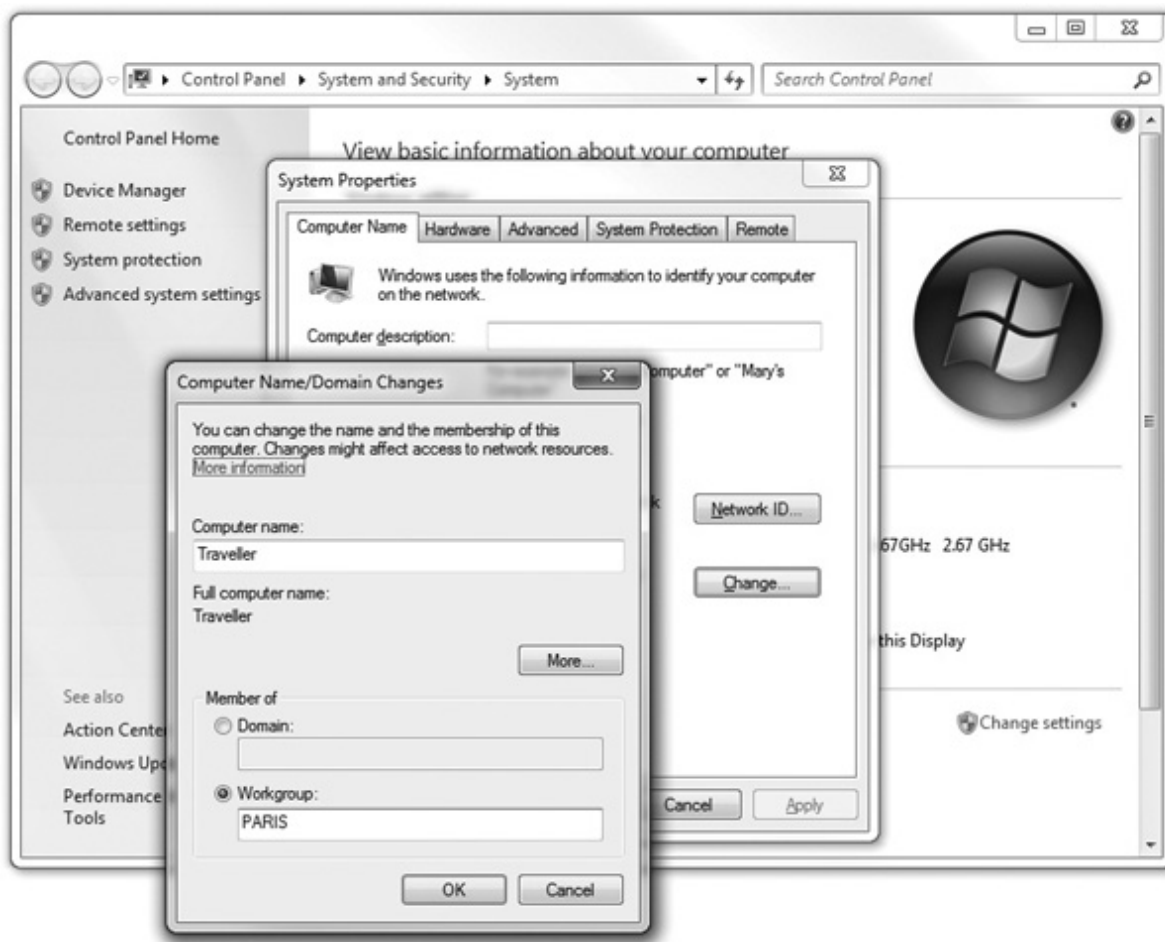 Control Panel ▸ System and Security ▸ System
Search Control Panel
Control Panel Home
Device Manager
Remote settings
System protection
Advanced system settings
See also
Action Center
Windows Upd
Performance
Tools
View basic information about your computer
System Properties
Computer Name Hardware Advanced System Protection Remote
Windows uses the following information to identify your computer
on the network.
Computer description:
omputer" or "Mary's
Network ID...
Change...
Cancel Apply
Computer Name/Domain Changes
You can change the name and the membership of this
computer. Changes might affect access to network resources.
More information
Computer name:
Traveller
Full computer name:
Traveller
More...
Member of
Domain:
Workgroup:
PARIS
OK Cancel
67GHz 2.67 GHz
this Display
Change settings